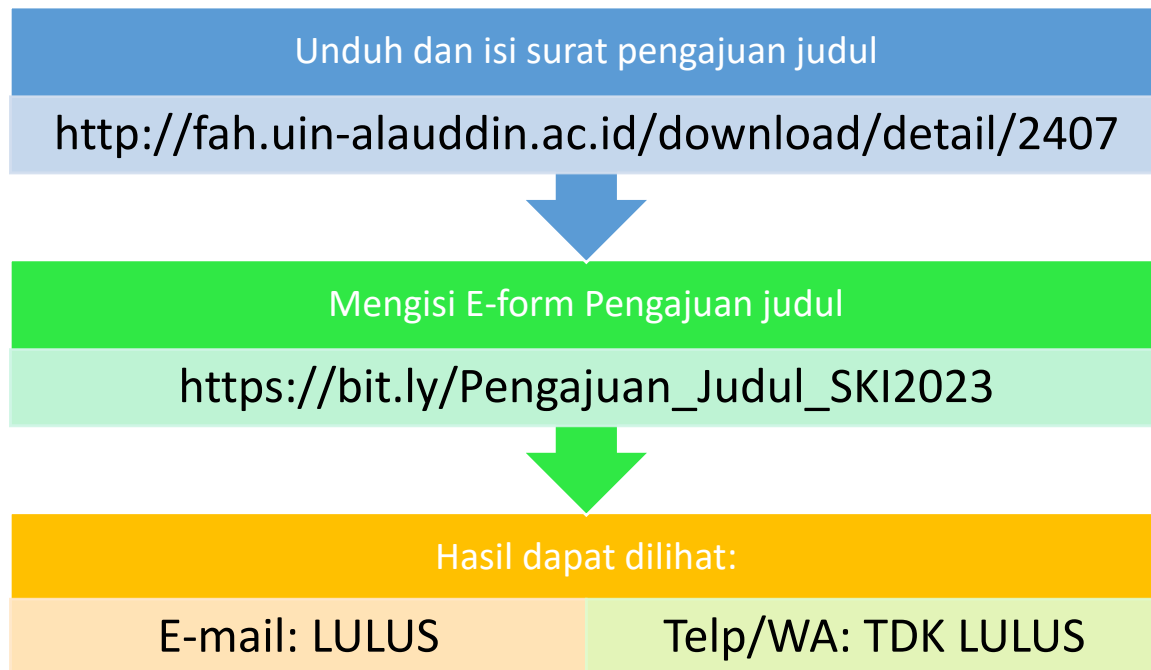 Unduh dan isi surat pengajuan judul
http://fah.uin-alauddin.ac.id/download/detail/2407
Mengisi E-form Pengajuan judul
https://bit.ly/Pengajuan_Judul_SKI2023
Hasil dapat dilihat:
E-mail: LULUS
Telp/WA: TDK LULUS